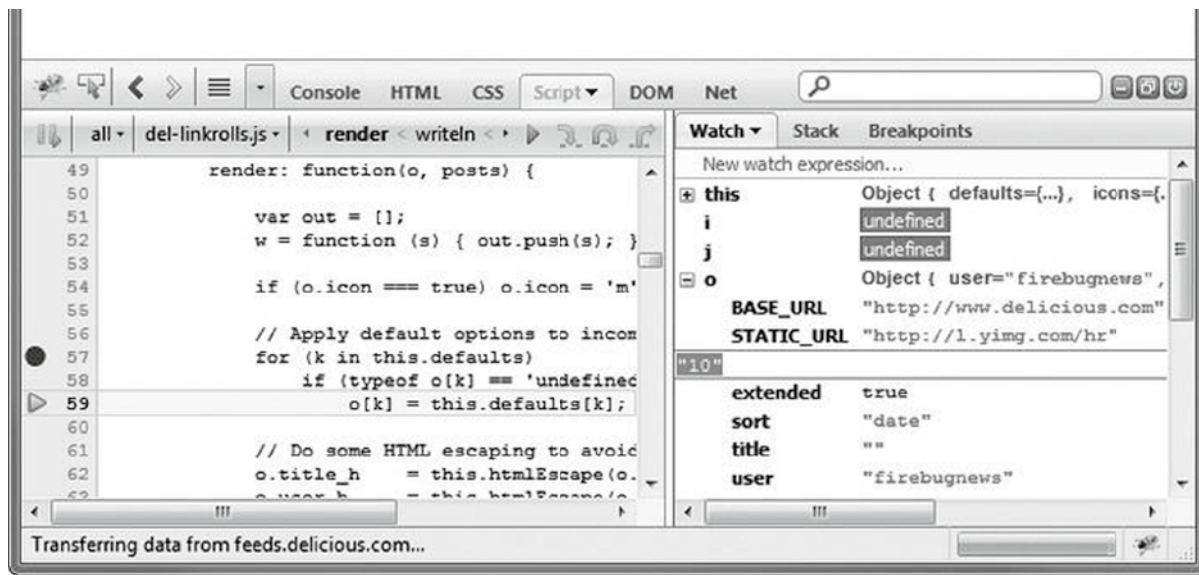 Console HTML CSS Script DOM Net
all del-linkrolls.js render < writeln <
Watch Stack Breakpoints
49 render: function(o, posts) {
50
51 var out = [];
52 w = function (s) { out.push(s); }
53
54 if (o.icon === true) o.icon = 'm'
55
56 // Apply default options to incom
57 for (k in this.defaults)
58 if (typeof o[k] == 'undefined
59 o[k] = this.defaults[k];
60
61 // Do some HTML escaping to avoid
62 o.title_h = this.htmlEscape(o.
63 o.user_h = this.htmlEscape(o
New watch expression...
this Object { defaults={...}, icons={.
i undefined
j undefined
o Object { user="firebugnews",
BASE_URL "http://www.delicious.com"
STATIC_URL "http://l.yimg.com/hr"
"10"
extended true
sort "date"
title ""
user "firebugnews"
Transferring data from feeds.delicious.com...